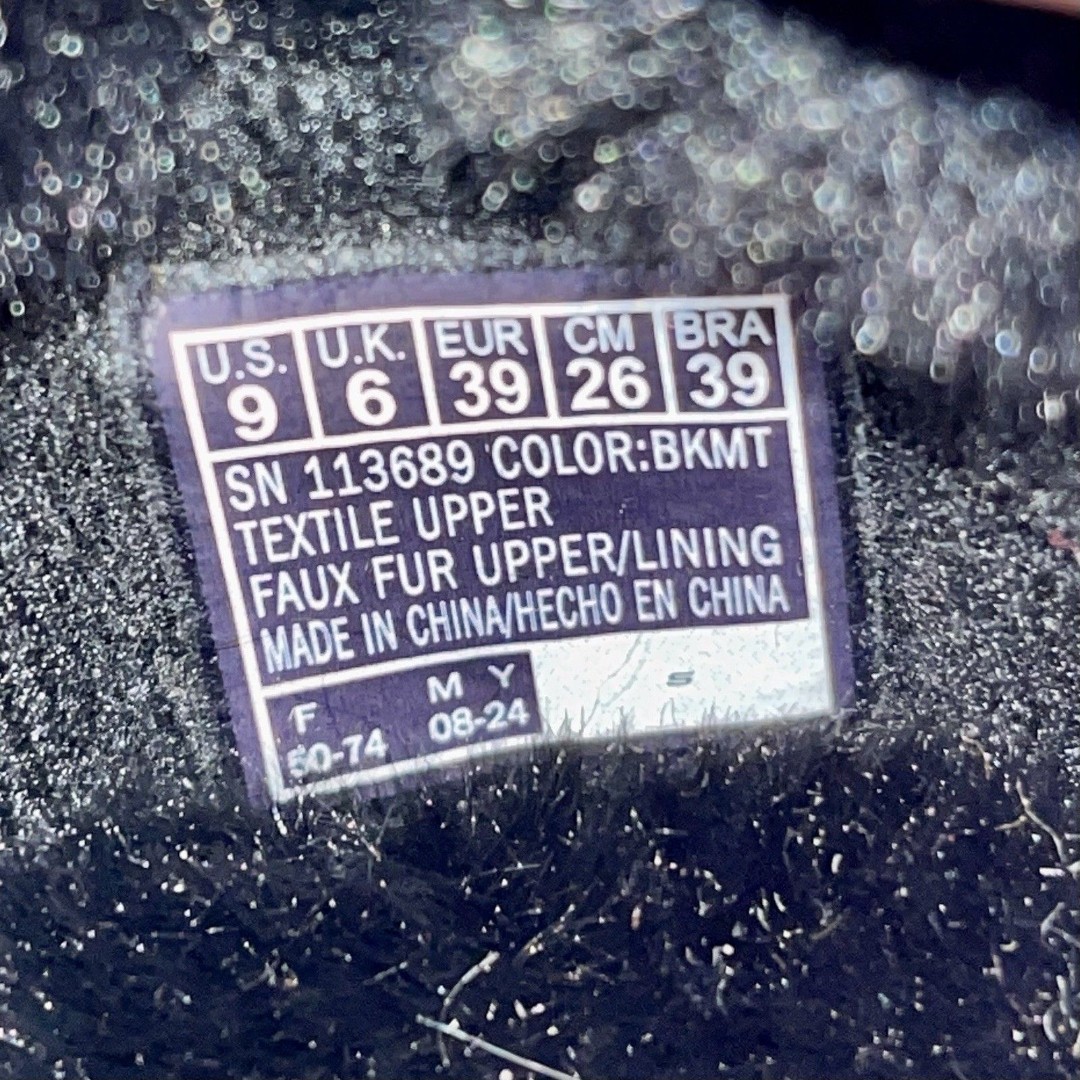 U.S. U.K. EUR CM BRA
9 6 39 26 39
SN 113689 COLOR:BKMT
TEXTILE UPPER
FAUX FUR UPPER/LINING
MADE IN CHINA/HECHO EN CHINA
F M Y
50-74 08-24
S